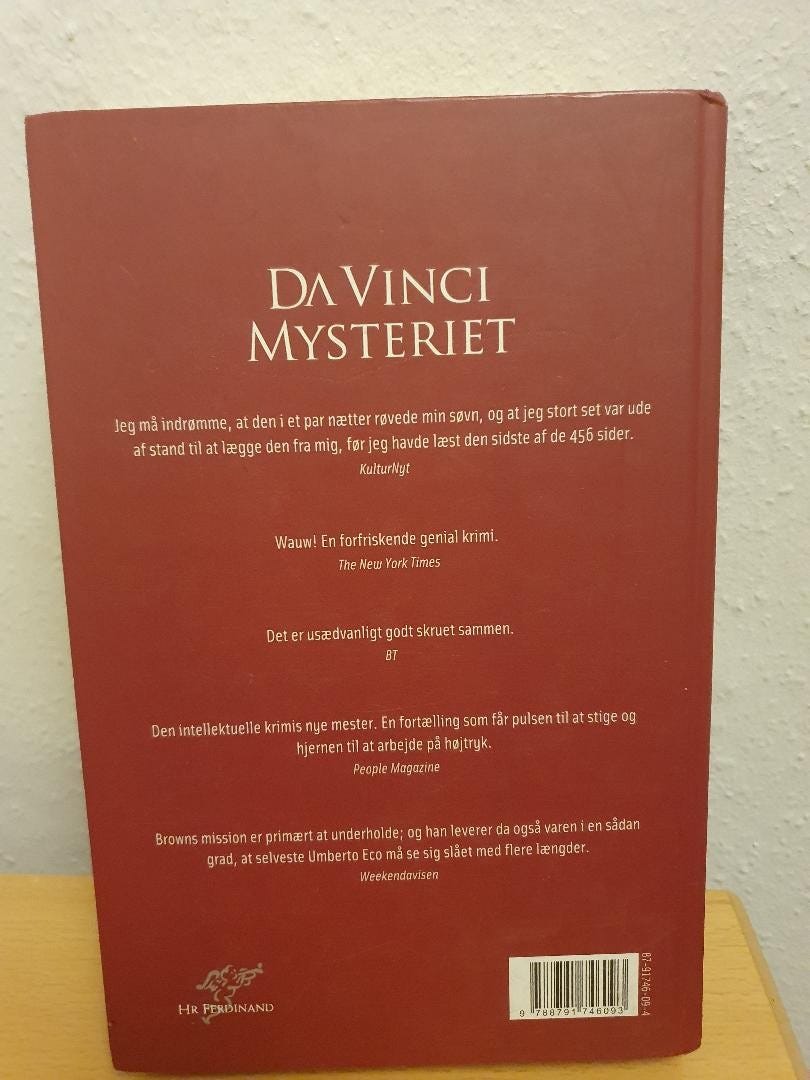 DA VINCI
MYSTERIET
Jeg må indrømme, at den i et par nætter røvede min søvn, og at jeg stort set var ude
af stand til at lægge den fra mig, før jeg havde læst den sidste af de 456 sider.
KulturNyt
Wauw! En forfriskende genial krimi.
The New York Times
Det er usædvanligt godt skruet sammen.
BT
Den intellektuelle krimis nye mester. En fortælling som får pulsen til at stige og
hjernen til at arbejde på højtryk.
People Magazine
Browns mission er primært at underholde; og han leverer da også varen i en sådan
grad, at selveste Umberto Eco må se sig slået med flere længder.
Weekendavisen
HR FERDINAND
9 788791 746093
87-91746-09-4